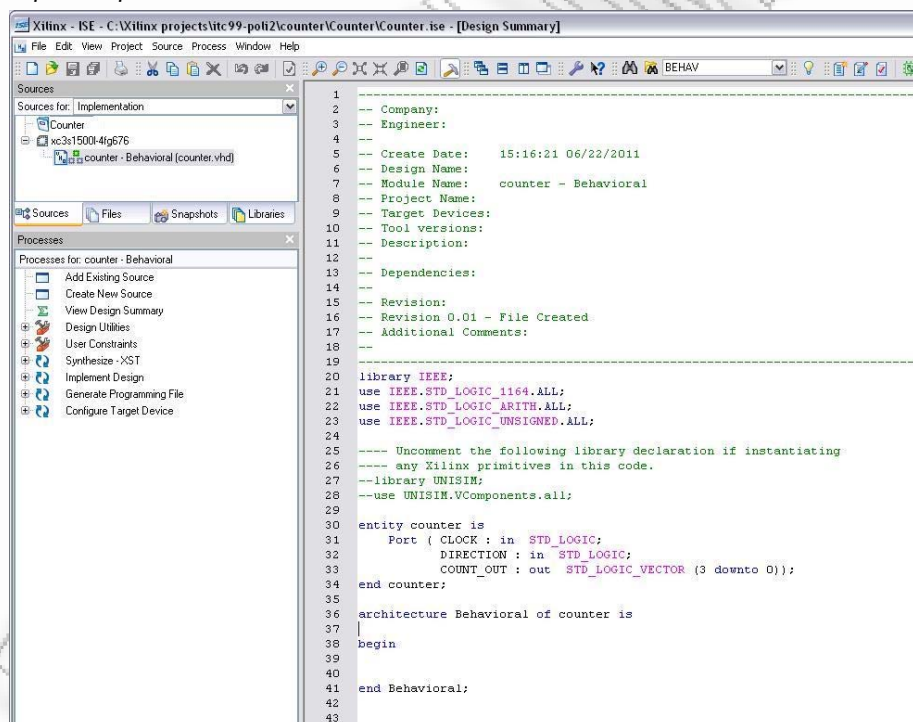 Xilinx - ISE - C:\Xilinx projects\itc99-poli2\counter\Counter\Counter.ise - [Design Summary]
File Edit View Project Source Process Window Help
BEHAV
Sources
Sources for: Implementation
Counter
xc3s1500l-4fg676
counter - Behavioral (counter.vhd)
Sources Files Snapshots Libraries
Processes
Processes for: counter - Behavioral
Add Existing Source
Create New Source
View Design Summary
Design Utilities
User Constraints
Synthesize - XST
Implement Design
Generate Programming File
Configure Target Device
1 ----------------------------------------------------------------------------------
2 -- Company:
3 -- Engineer:
4 --
5 -- Create Date: 15:16:21 06/22/2011
6 -- Design Name:
7 -- Module Name: counter - Behavioral
8 -- Project Name:
9 -- Target Devices:
10 -- Tool versions:
11 -- Description:
12 --
13 -- Dependencies:
14 --
15 -- Revision:
16 -- Revision 0.01 - File Created
17 -- Additional Comments:
18 --
19 ----------------------------------------------------------------------------------
20 library IEEE;
21 use IEEE.STD_LOGIC_1164.ALL;
22 use IEEE.STD_LOGIC_ARITH.ALL;
23 use IEEE.STD_LOGIC_UNSIGNED.ALL;
24
25 ---- Uncomment the following library declaration if instantiating
26 ---- any Xilinx primitives in this code.
27 --library UNISIM;
28 --use UNISIM.VComponents.all;
29
30 entity counter is
31 Port ( CLOCK : in STD_LOGIC;
32 DIRECTION : in STD_LOGIC;
33 COUNT_OUT : out STD_LOGIC_VECTOR (3 downto 0));
34 end counter;
35
36 architecture Behavioral of counter is
37
38 begin
39
40
41 end Behavioral;
42
43